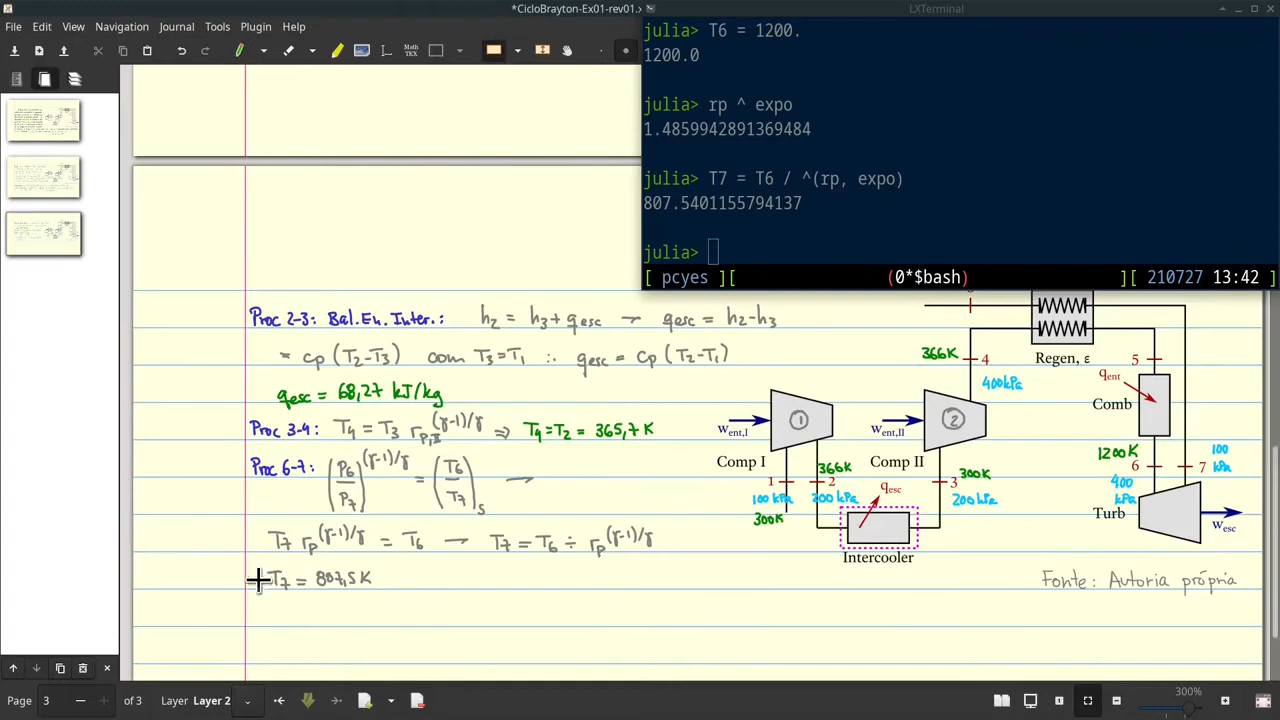 *CicloBrayton-Ex01-rev01.x
LXTerminal
File Edit View Navigation Journal Tools Plugin Help
Math
TEX
julia> T6 = 1200.
1200.0
julia> rp ^ expo
1.4859942891369484
julia> T7 = T6 / ^(rp, expo)
807.5401155794137
julia>
[ pcyes ][ (0*$bash) ][ 210727 13:42 ]
Proc 2-3: Bal.En.Inter.: h2 = h3 + qesc → qesc = h2-h3
= cp (T2-T3) com T3=T1 ∴ qesc = cp (T2-T1)
qesc = 68,27 kJ/kg
Proc 3-4: T4 = T3 rp,II^(γ-1)/γ ⇒ T4=T2 = 365,7 K
Proc 6-7: (P6/P7)^(γ-1)/γ = (T6/T7)s →
T7 rp^(γ-1)/γ = T6 → T7 = T6 ÷ rp^(γ-1)/γ
T7 = 807,5 K
Regen, ε
366K
4
400kPa
5
qent
Comb
1
2
went,I
went,II
Comp I
Comp II
1200K
6
7
100
kPa
400
kPa
366K
300K
1
2
3
qesc
100 kPa
200 kPa
200kPa
300K
Turb
wesc
Intercooler
Fonte: Autoria própria
Page 3 of 3 Layer Layer 2
300%